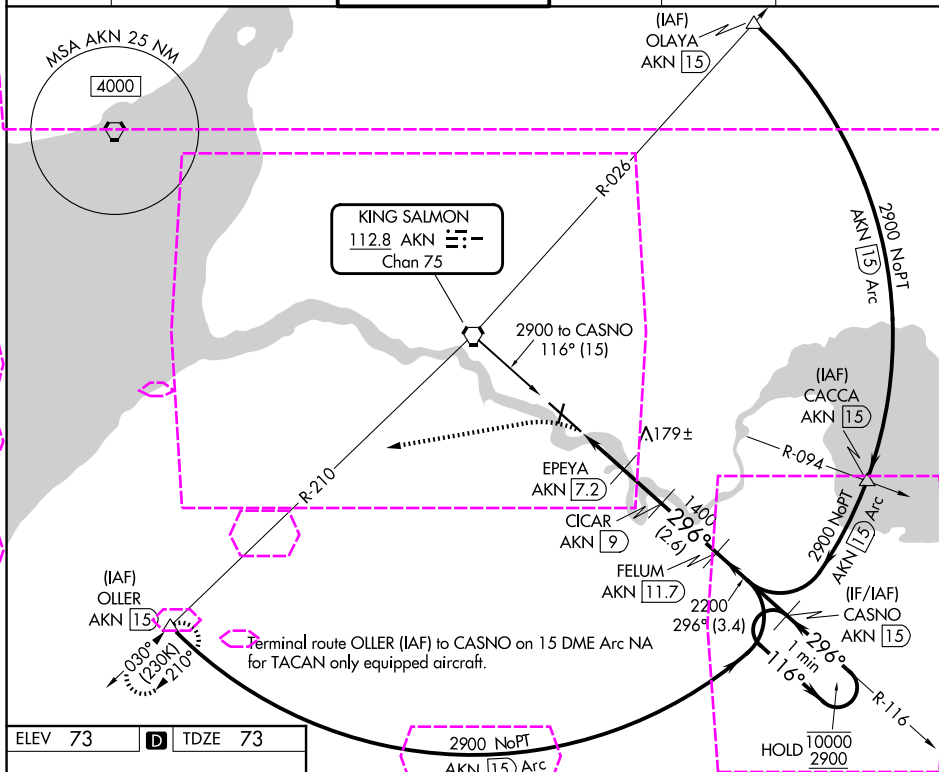 MSA AKN 25 NM
4000
(IAF)
OLAYA
AKN 15
R-026
2900 NoPT
AKN 15 Arc
KING SALMON
112.8 AKN
Chan 75
2900 to CASNO
116° (15)
(IAF)
CACCA
AKN 15
179±
R-094
EPEYA
AKN 7.2
R-210
1400
296°
(2.6)
CICAR
AKN 9
2900 NoPT
AKN 15 Arc
FELUM
AKN 11.7
(IF/IAF)
CASNO
AKN 15
2200
296° (3.4)
(IAF)
OLLER
AKN 15
Terminal route OLLER (IAF) to CASNO on 15 DME Arc NA
for TACAN only equipped aircraft.
030°
(230K)
210°
296°
1 min
116°
R-116
HOLD 10000
2900
ELEV 73 D TDZE 73
2900 NoPT
AKN 15 Arc